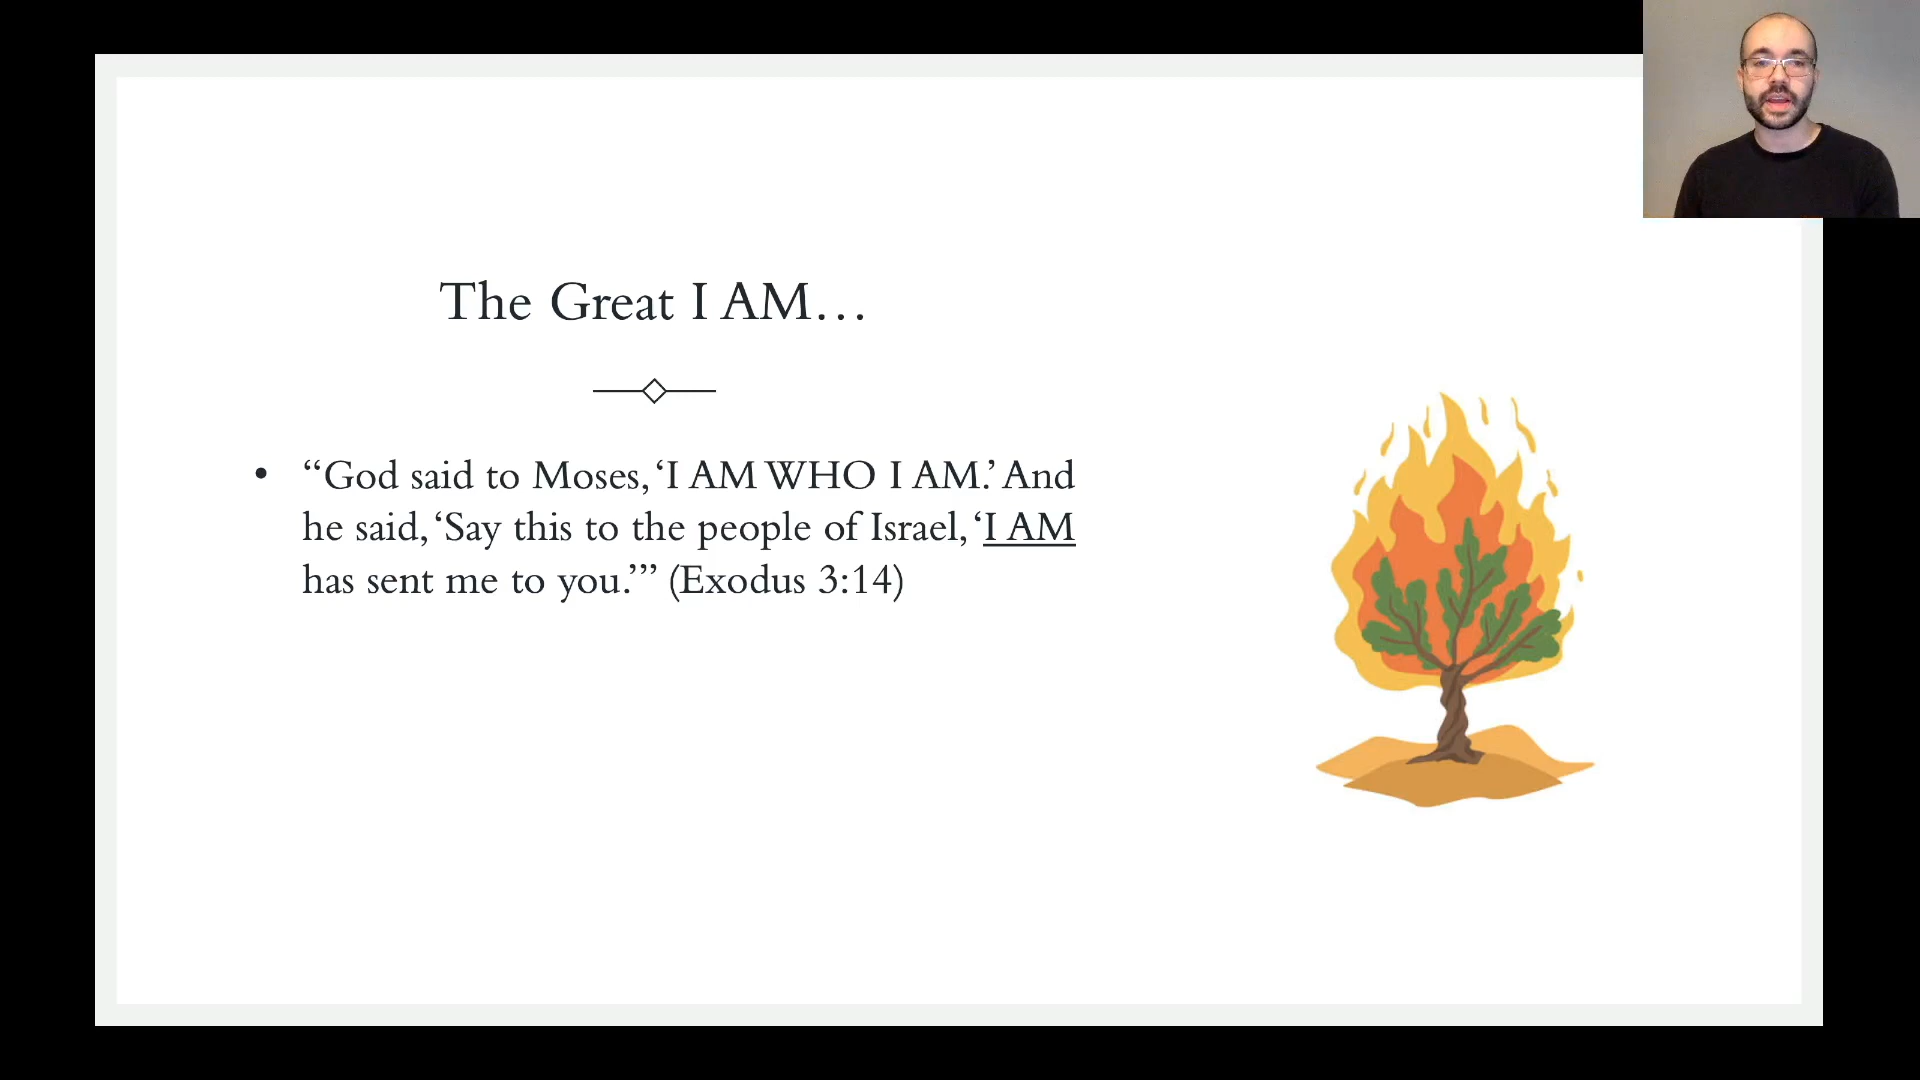 The Great I AM…
• “God said to Moses, ‘I AM WHO I AM.’ And
he said, ‘Say this to the people of Israel, ‘I AM
has sent me to you.’” (Exodus 3:14)